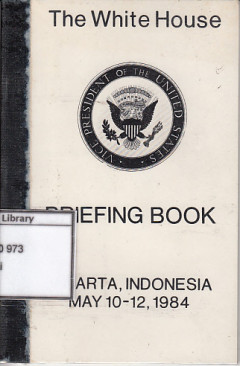 The White House
VICE PRESIDENT OF THE UNITED STATES
BRIEFING BOOK
Library
0 973
ARTA, INDONESIA
MAY 10-12, 1984